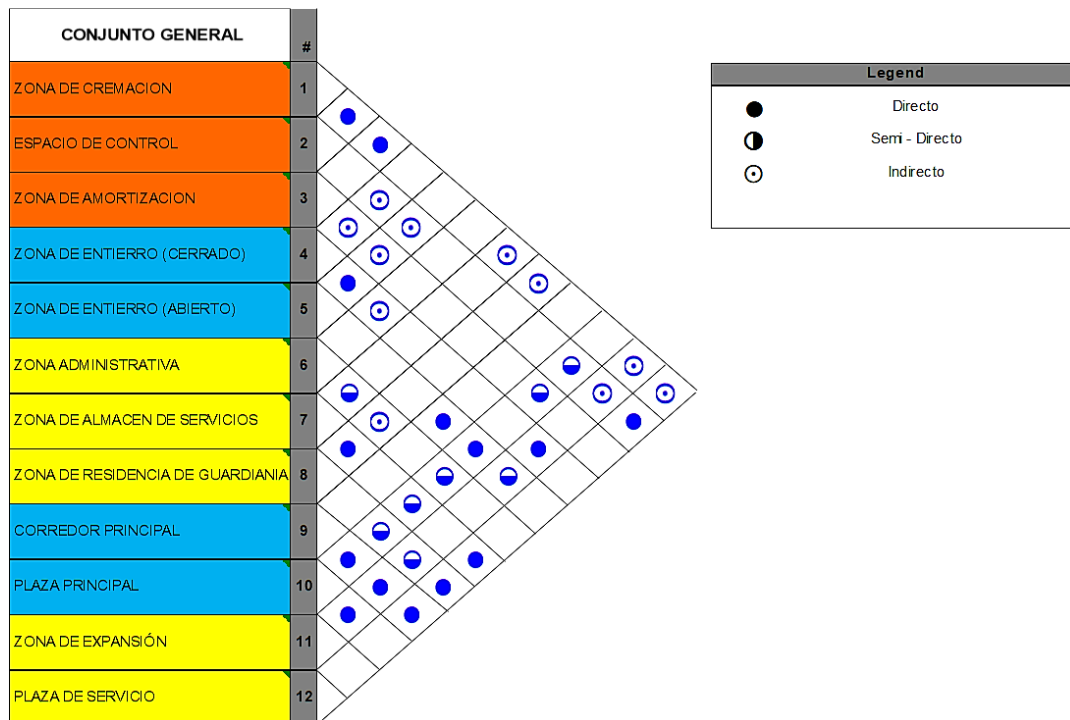 CONJUNTO GENERAL
#
ZONA DE CREMACION
1
ESPACIO DE CONTROL
2
ZONA DE AMORTIZACION
3
ZONA DE ENTIERRO (CERRADO)
4
ZONA DE ENTIERRO (ABIERTO)
5
ZONA ADMINISTRATIVA
6
ZONA DE ALMACEN DE SERVICIOS
7
ZONA DE RESIDENCIA DE GUARDIANIA
8
CORREDOR PRINCIPAL
9
PLAZA PRINCIPAL
10
ZONA DE EXPANSIÓN
11
PLAZA DE SERVICIO
12
Legend
Directo
Semi - Directo
Indirecto